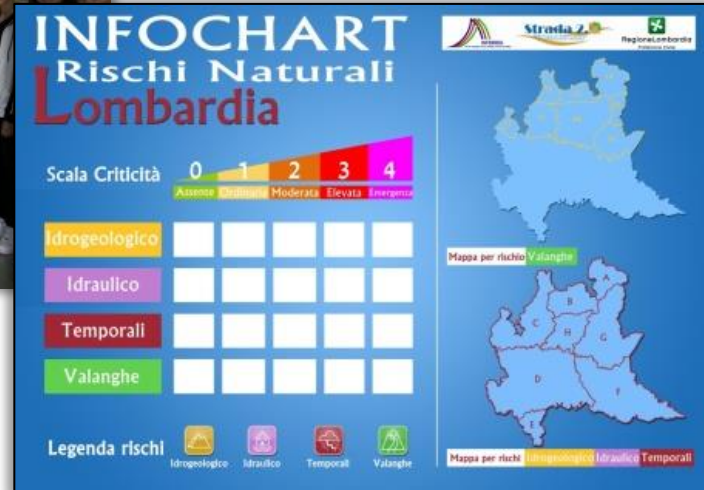 INFOCHART
Rischi Naturali
Lombardia
Strada 2.
RegioneLombardia
Protezione Civile
Scala Criticità
0 1 2 3 4
Assente Ordinaria Moderata Elevata Emergenza
Idrogeologico
Idraulico
Temporali
Valanghe
Mappa per rischio Valanghe
A
B
C
H
G
D
F
E
Legenda rischi
Idrogeologico Idraulico Temporali Valanghe
Mappa per rischi Idrogeologico Idraulico Temporali